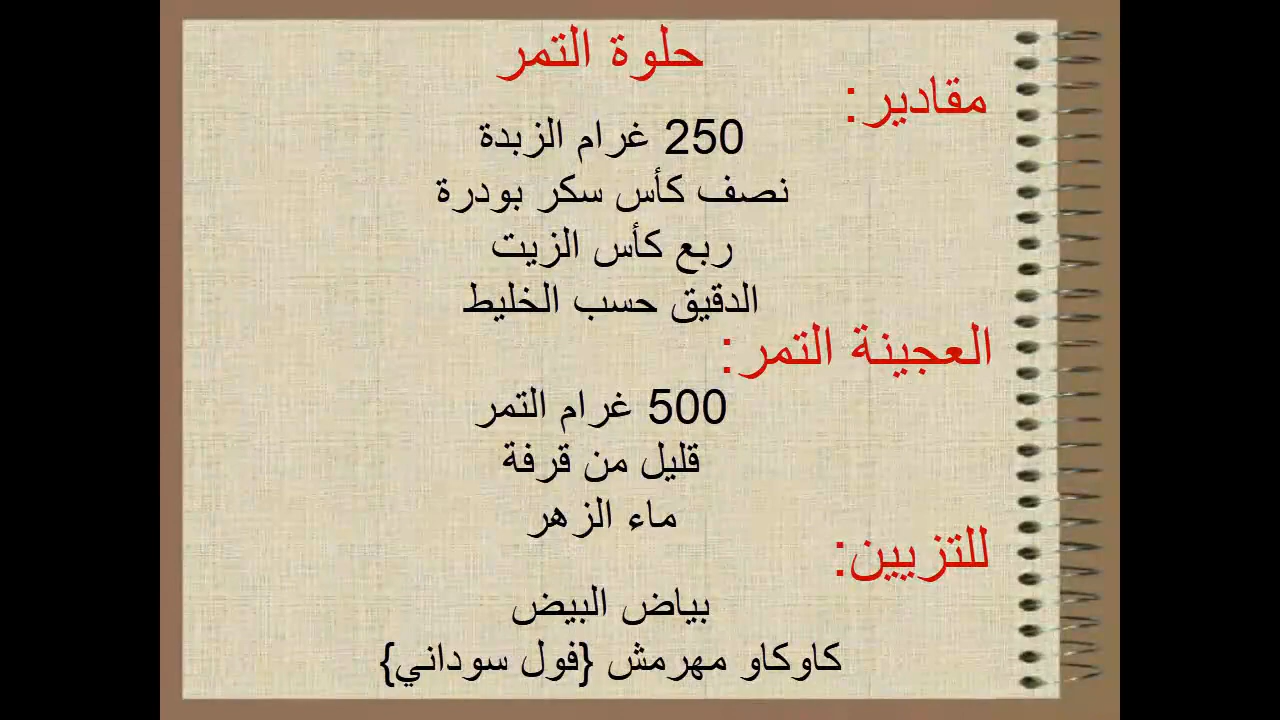 حلوة التمر
مقادير:
250 غرام الزبدة
نصف كأس سكر بودرة
ربع كأس الزيت
الدقيق حسب الخليط
العجينة التمر:
500 غرام التمر
قليل من قرفة
ماء الزهر
للتزيين:
بياض البيض
كاوكاو مهرمش {فول سوداني}